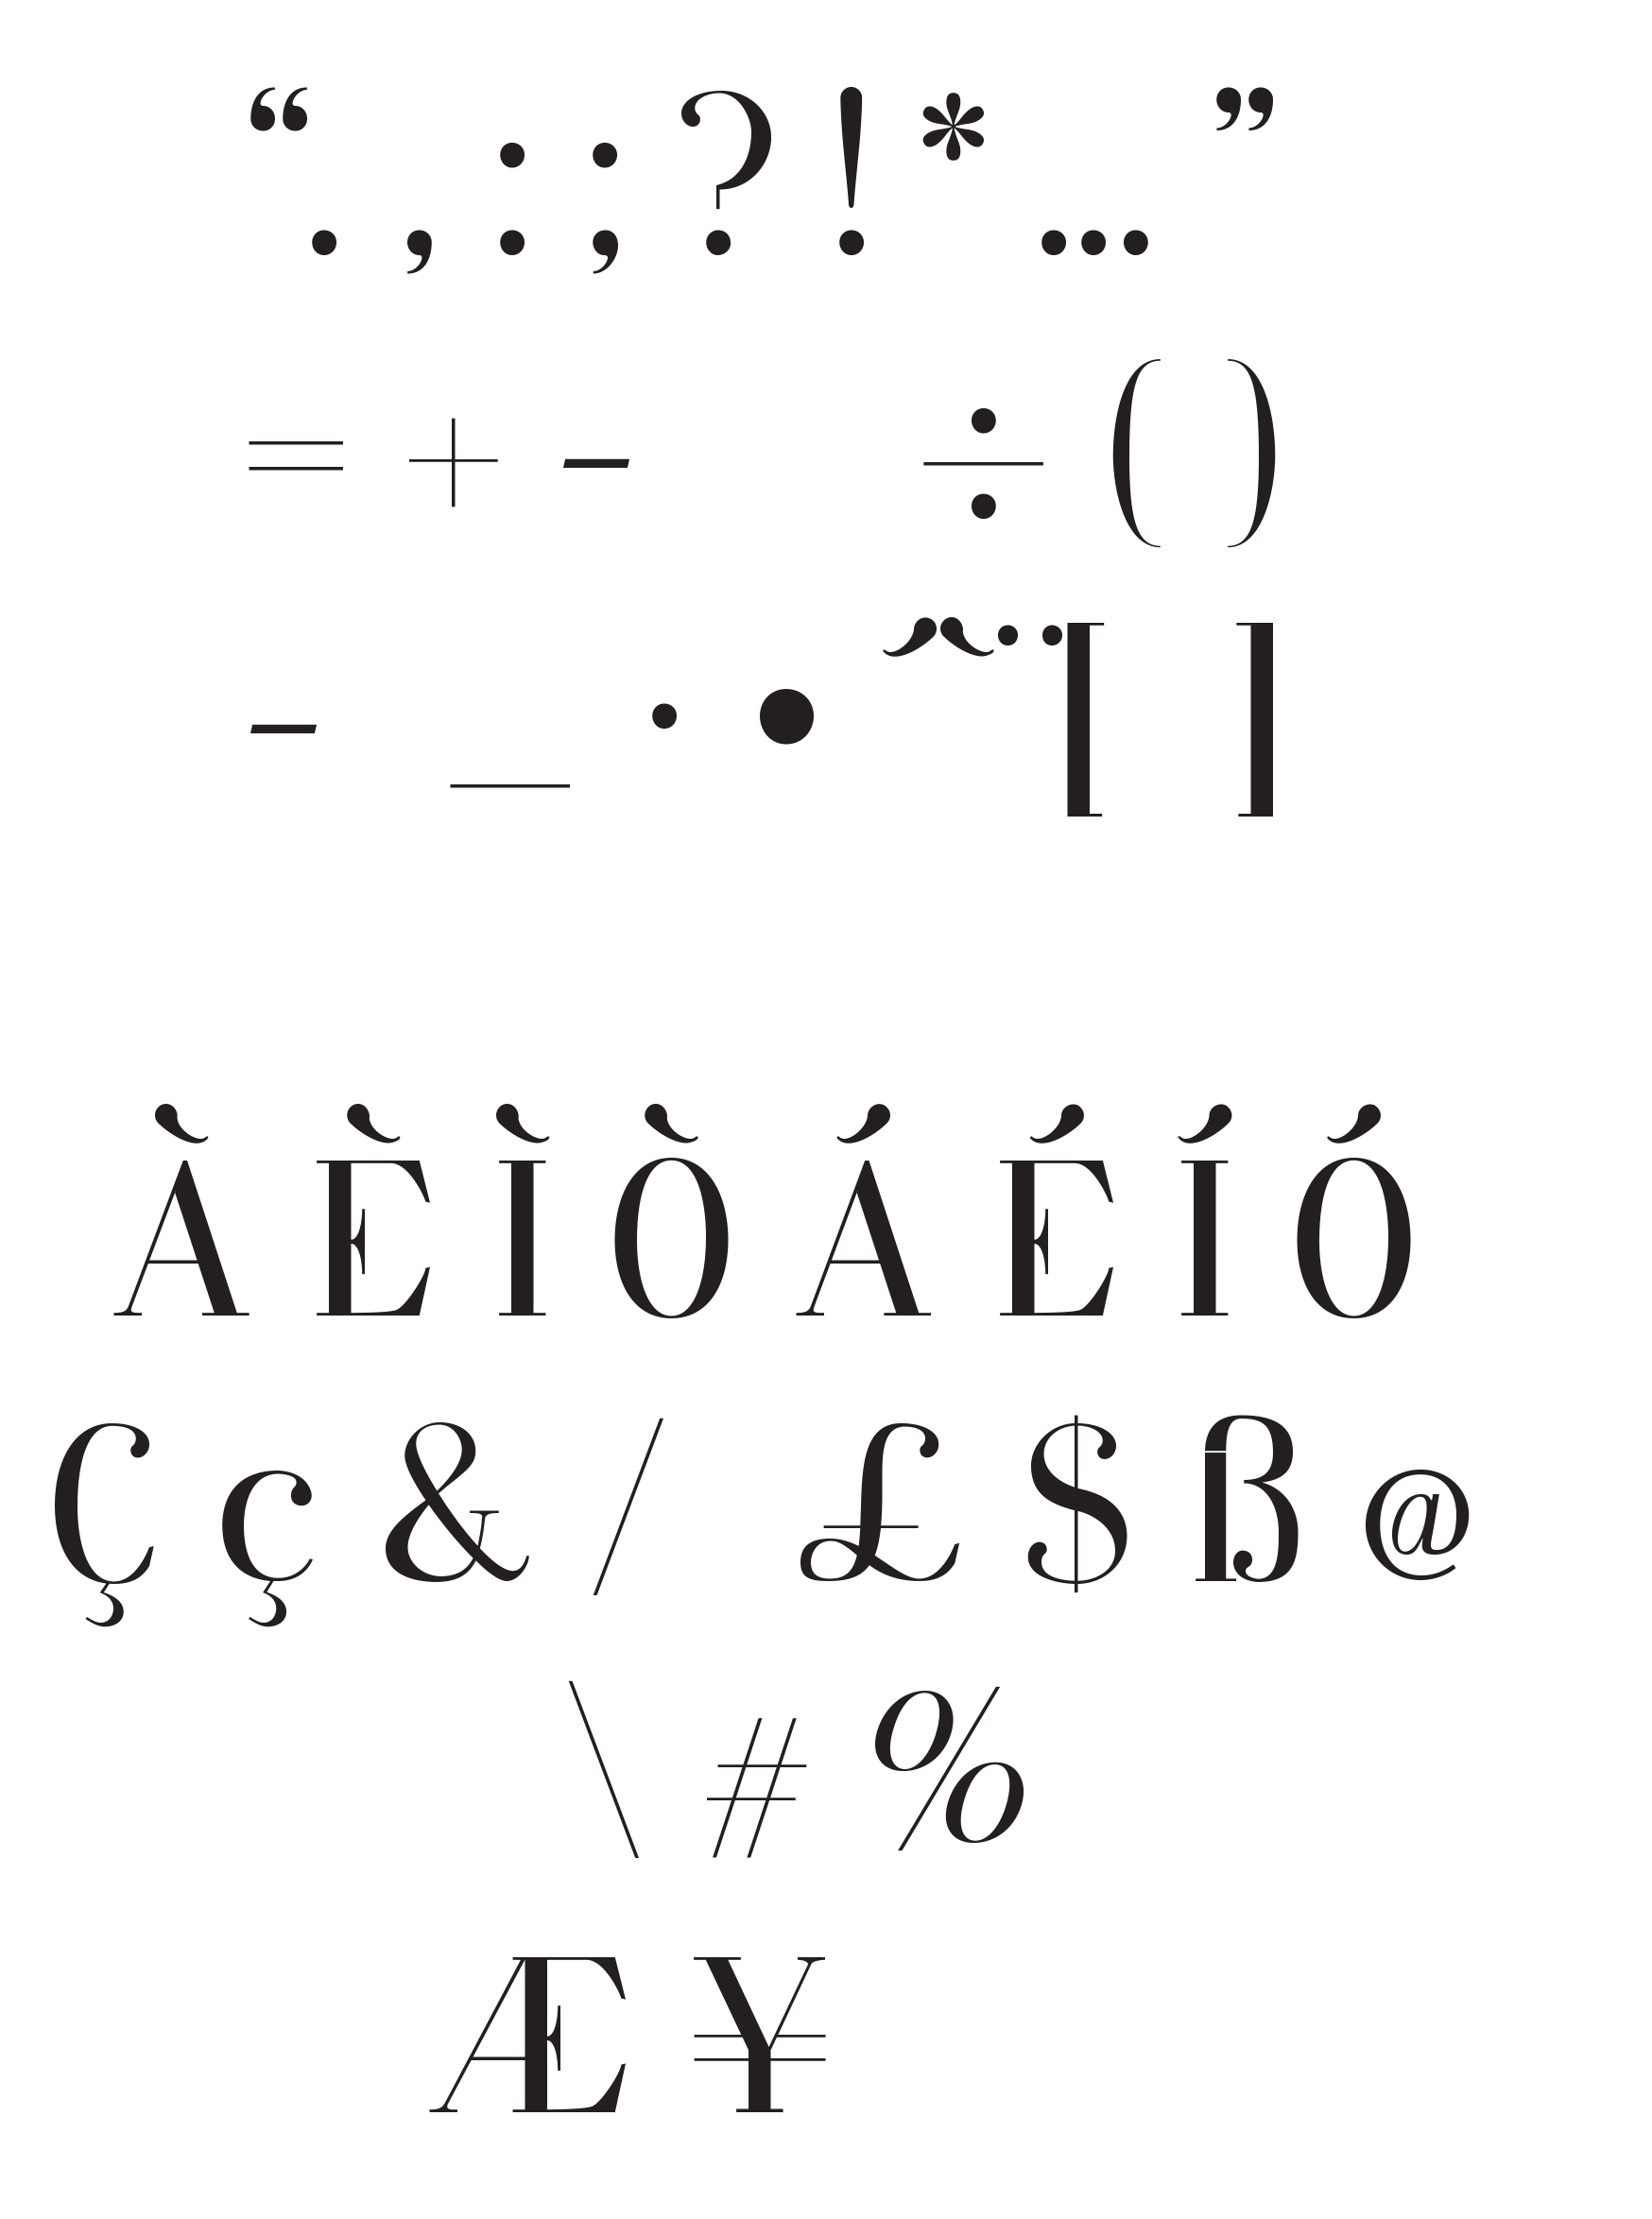 “ . , : ; ? ! * … ”
= + - ÷ ( )
- _ · • ´ ` ¨ [ ]
À È Ì Ò Á É Í Ó
Ç ç & / £ $ ß @
\ # %
Æ ¥